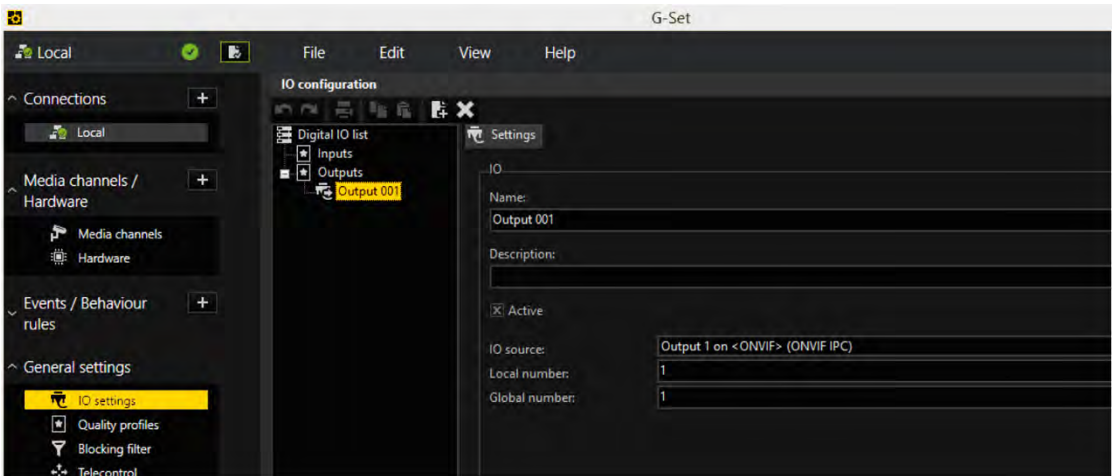 G-Set
Local
File Edit View Help
Connections
Local
Media channels /
Hardware
Media channels
Hardware
Events / Behaviour
rules
General settings
IO settings
Quality profiles
Blocking filter
Telecontrol
IO configuration
Digital IO list
Inputs
Outputs
Output 001
Settings
IO
Name:
Output 001
Description:
Active
IO source: Output 1 on <ONVIF> (ONVIF IPC)
Local number: 1
Global number: 1